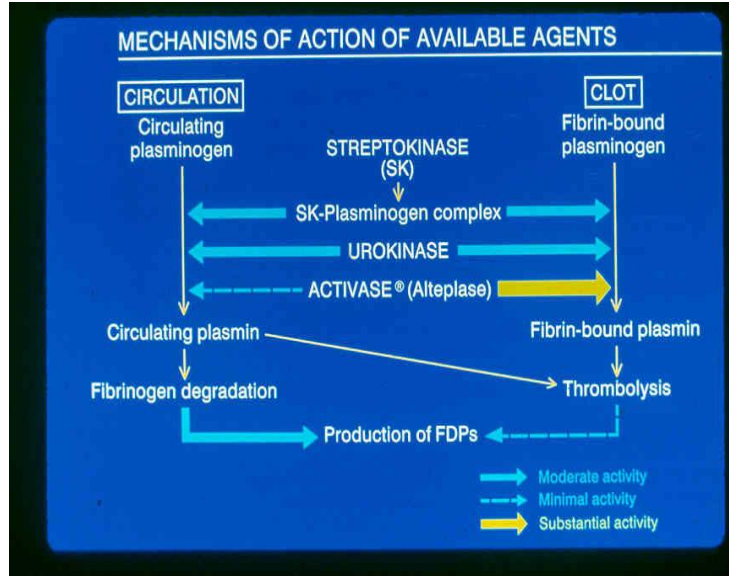 MECHANISMS OF ACTION OF AVAILABLE AGENTS
CIRCULATION
CLOT
Circulating
plasminogen
Fibrin-bound
plasminogen
STREPTOKINASE
(SK)
SK-Plasminogen complex
UROKINASE
ACTIVASE® (Alteplase)
Circulating plasmin
Fibrin-bound plasmin
Fibrinogen degradation
Thrombolysis
Production of FDPs
Moderate activity
Minimal activity
Substantial activity